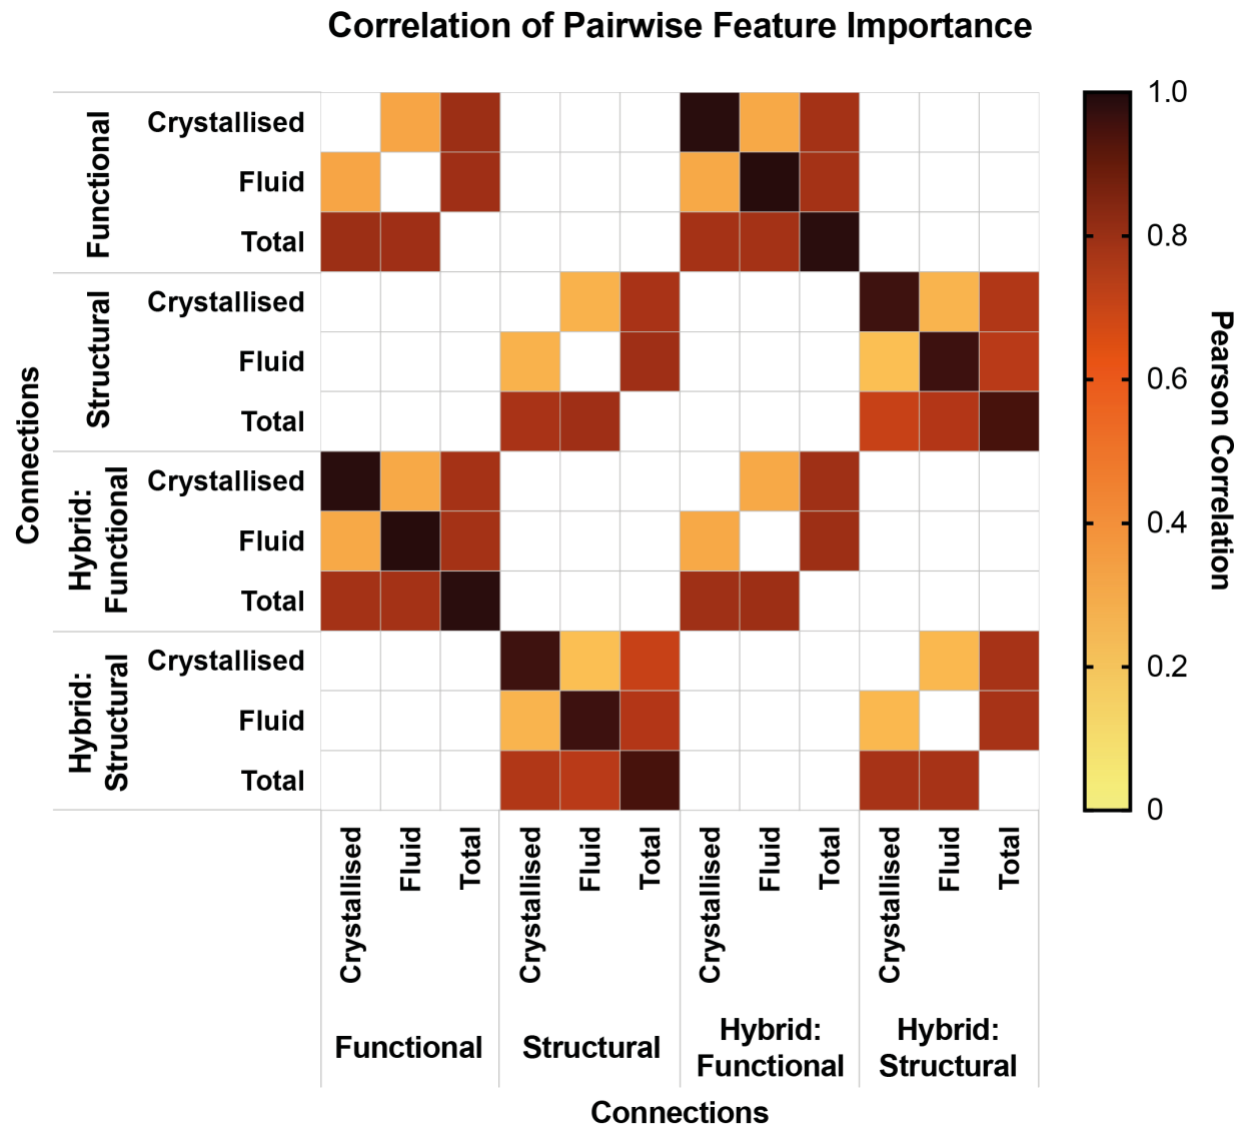 Correlation of Pairwise Feature Importance
Connections
Functional
Crystallised
Fluid
Total
Structural
Crystallised
Fluid
Total
Hybrid:
Functional
Crystallised
Fluid
Total
Hybrid:
Structural
Crystallised
Fluid
Total
1.0
0.8
0.6
0.4
0.2
0
Pearson Correlation
Crystallised
Fluid
Total
Crystallised
Fluid
Total
Crystallised
Fluid
Total
Crystallised
Fluid
Total
Functional
Structural
Hybrid:
Functional
Hybrid:
Structural
Connections